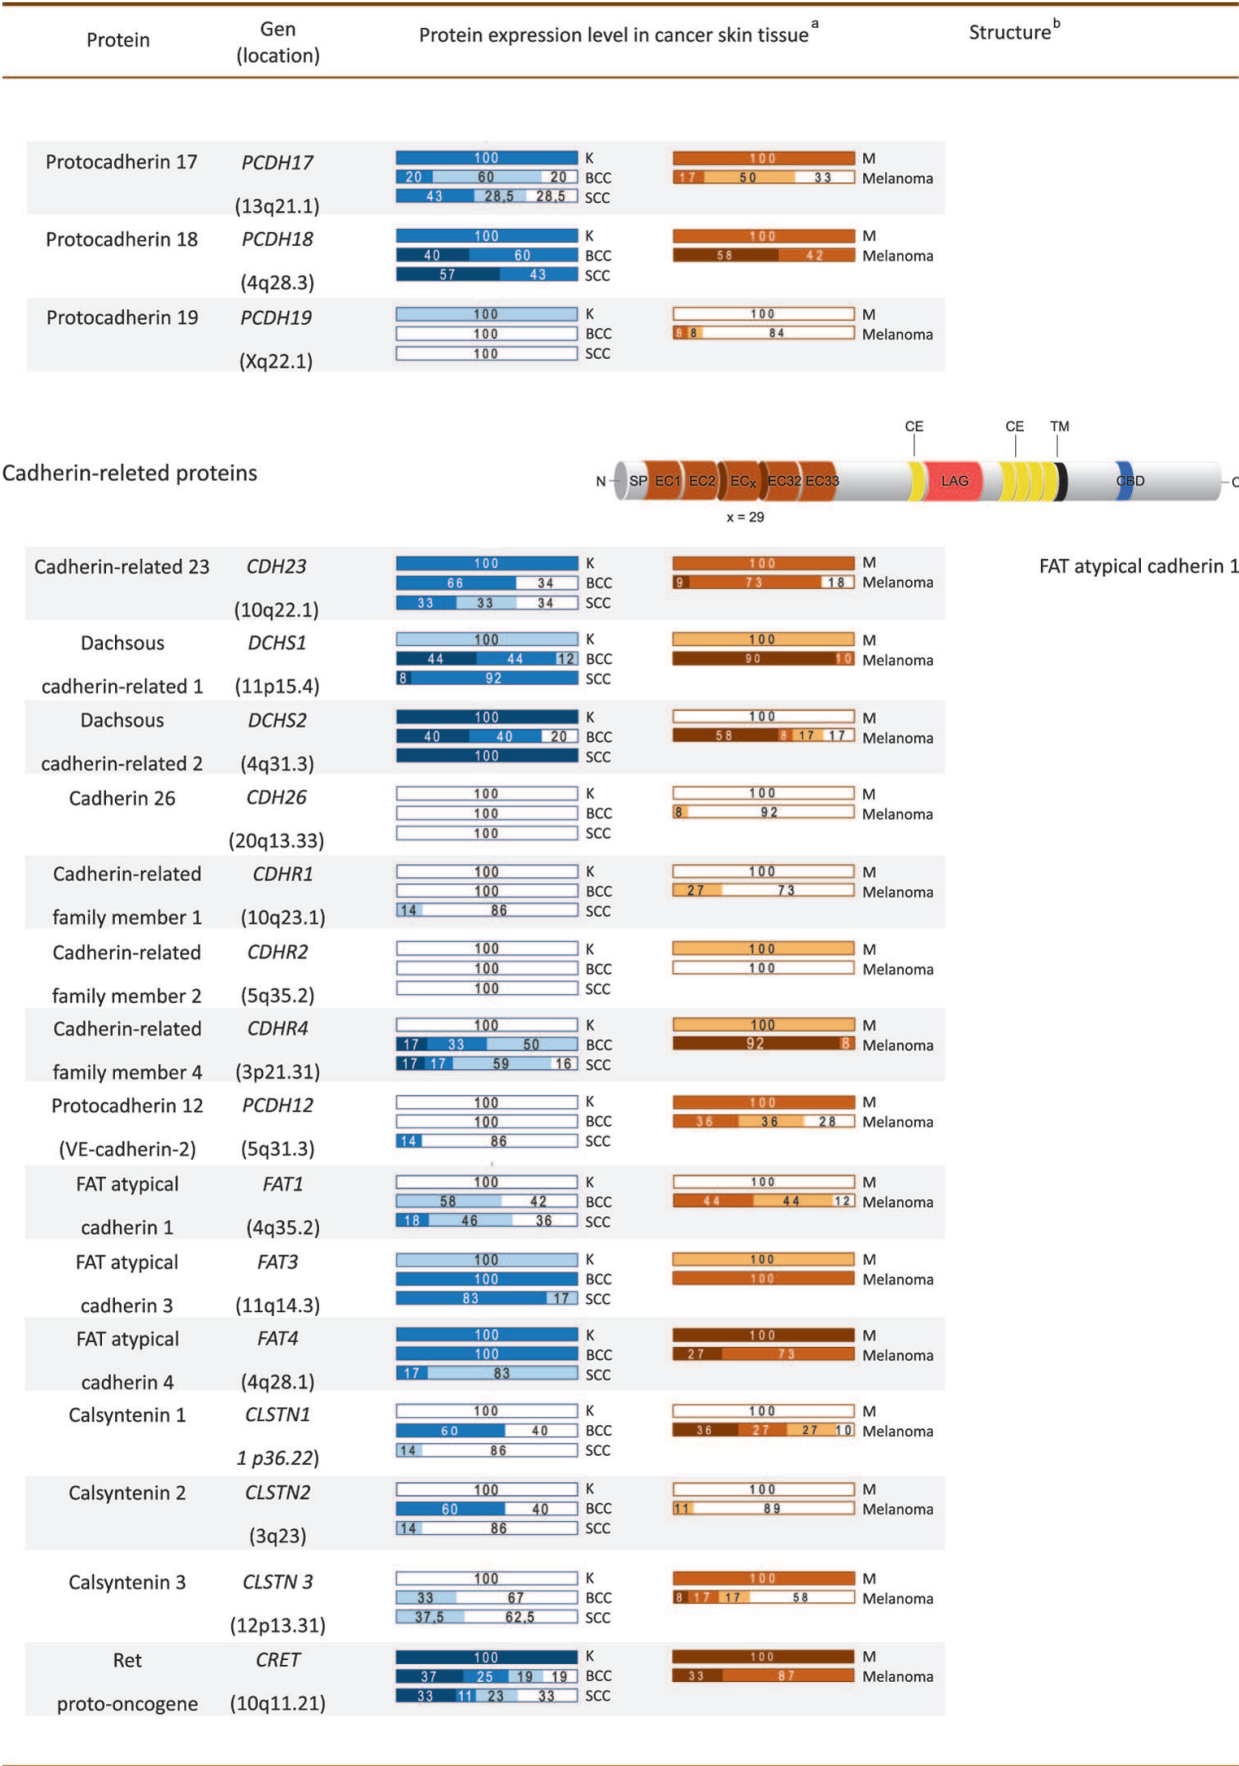 Protein
Gen
(location)
Protein expression level in cancer skin tissue a
Structure b
Protocadherin 17
PCDH17
(13q21.1)
100 K
20 60 20 BCC
43 28,5 28,5 SCC
100 M
17 50 33 Melanoma
Protocadherin 18
PCDH18
(4q28.3)
100 K
40 60 BCC
57 43 SCC
100 M
58 42 Melanoma
Protocadherin 19
PCDH19
(Xq22.1)
100 K
100 BCC
100 SCC
100 M
8 8 84 Melanoma
Cadherin-releted proteins
CE CE TM
N SP EC1 EC2 ECx EC32 EC33 LAG CBD C
x = 29
FAT atypical cadherin 1
Cadherin-related 23
CDH23
(10q22.1)
100 K
66 34 BCC
33 33 34 SCC
100 M
9 73 18 Melanoma
Dachsous
cadherin-related 1
DCHS1
(11p15.4)
100 K
44 44 12 BCC
8 92 SCC
100 M
90 10 Melanoma
Dachsous
cadherin-related 2
DCHS2
(4q31.3)
100 K
40 40 20 BCC
100 SCC
100 M
58 8 17 17 Melanoma
Cadherin 26
CDH26
(20q13.33)
100 K
100 BCC
100 SCC
100 M
8 92 Melanoma
Cadherin-related
family member 1
CDHR1
(10q23.1)
100 K
100 BCC
14 86 SCC
100 M
27 73 Melanoma
Cadherin-related
family member 2
CDHR2
(5q35.2)
100 K
100 BCC
100 SCC
100 M
100 Melanoma
Cadherin-related
family member 4
CDHR4
(3p21.31)
100 K
17 33 50 BCC
17 17 59 16 SCC
100 M
92 8 Melanoma
Protocadherin 12
(VE-cadherin-2)
PCDH12
(5q31.3)
100 K
100 BCC
14 86 SCC
100 M
36 36 28 Melanoma
FAT atypical
cadherin 1
FAT1
(4q35.2)
100 K
58 42 BCC
18 46 36 SCC
100 M
44 44 12 Melanoma
FAT atypical
cadherin 3
FAT3
(11q14.3)
100 K
100 BCC
83 17 SCC
100 M
100 Melanoma
FAT atypical
cadherin 4
FAT4
(4q28.1)
100 K
100 BCC
17 83 SCC
100 M
27 73 Melanoma
Calsyntenin 1
CLSTN1
1 p36.22)
100 K
60 40 BCC
14 86 SCC
100 M
36 27 27 10 Melanoma
Calsyntenin 2
CLSTN2
(3q23)
100 K
60 40 BCC
14 86 SCC
100 M
11 89 Melanoma
Calsyntenin 3
CLSTN 3
(12p13.31)
100 K
33 67 BCC
37,5 62,5 SCC
100 M
8 17 17 58 Melanoma
Ret
proto-oncogene
CRET
(10q11.21)
100 K
37 25 19 19 BCC
33 11 23 33 SCC
100 M
33 87 Melanoma